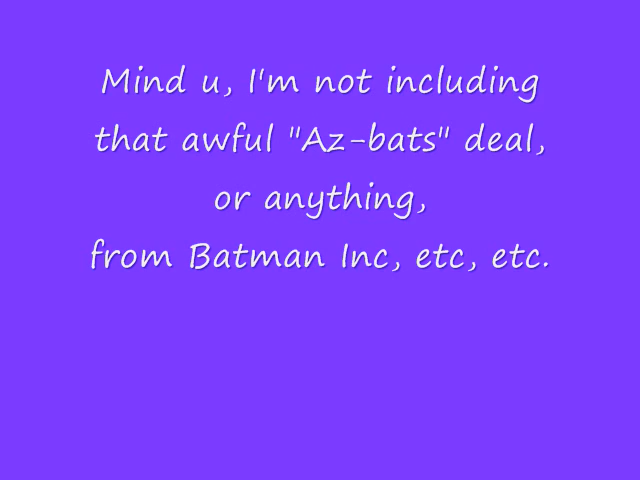 Mind u, I'm not including
that awful "Az-bats" deal,
or anything,
from Batman Inc, etc, etc.